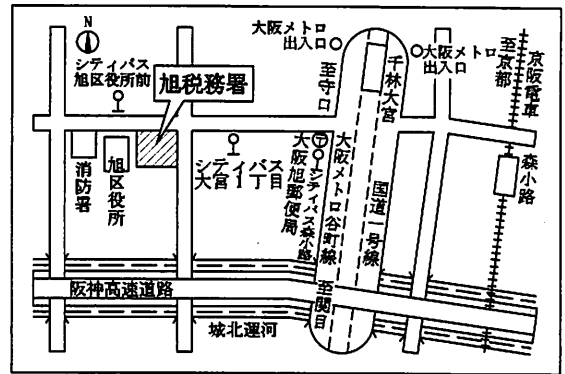 N
シティバス
旭区役所前
旭税務署
消防署
旭区役所
シティバス
大宮1丁目
大阪メトロ
出入口
大阪メトロ
出入口
至守口
千林大宮
至京都
京阪電車
森小路
大阪旭郵便局
シティバス森小路
大阪メトロ谷町線
国道一号線
至関目
阪神高速道路
城北運河